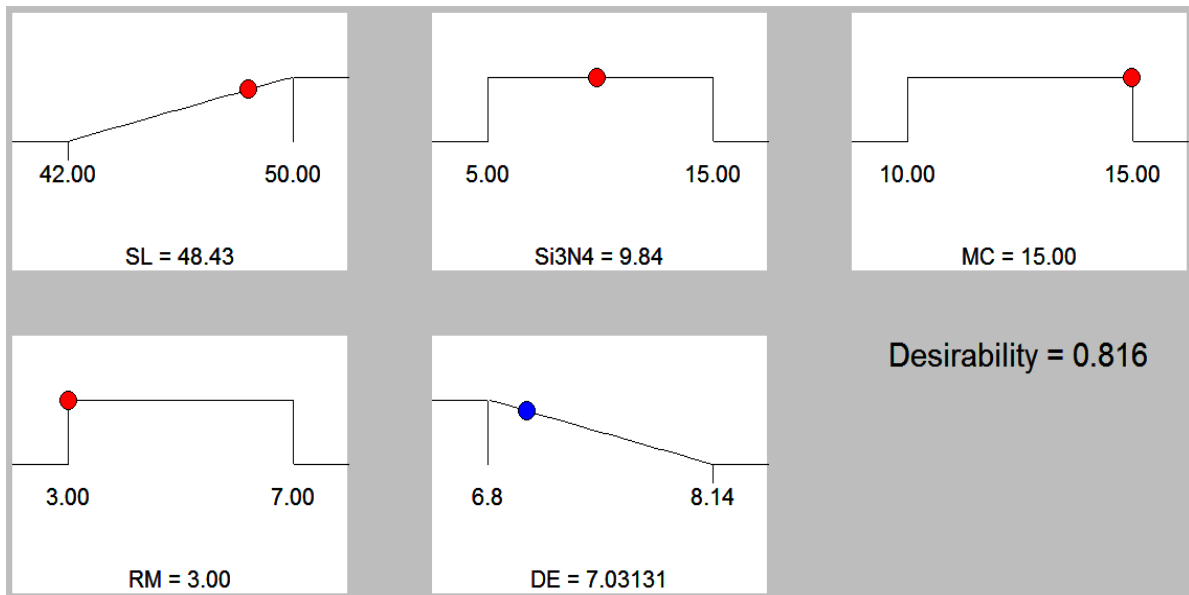 42.00 50.00
SL = 48.43
5.00 15.00
Si3N4 = 9.84
10.00 15.00
MC = 15.00
3.00 7.00
RM = 3.00
6.8 8.14
DE = 7.03131
Desirability = 0.816